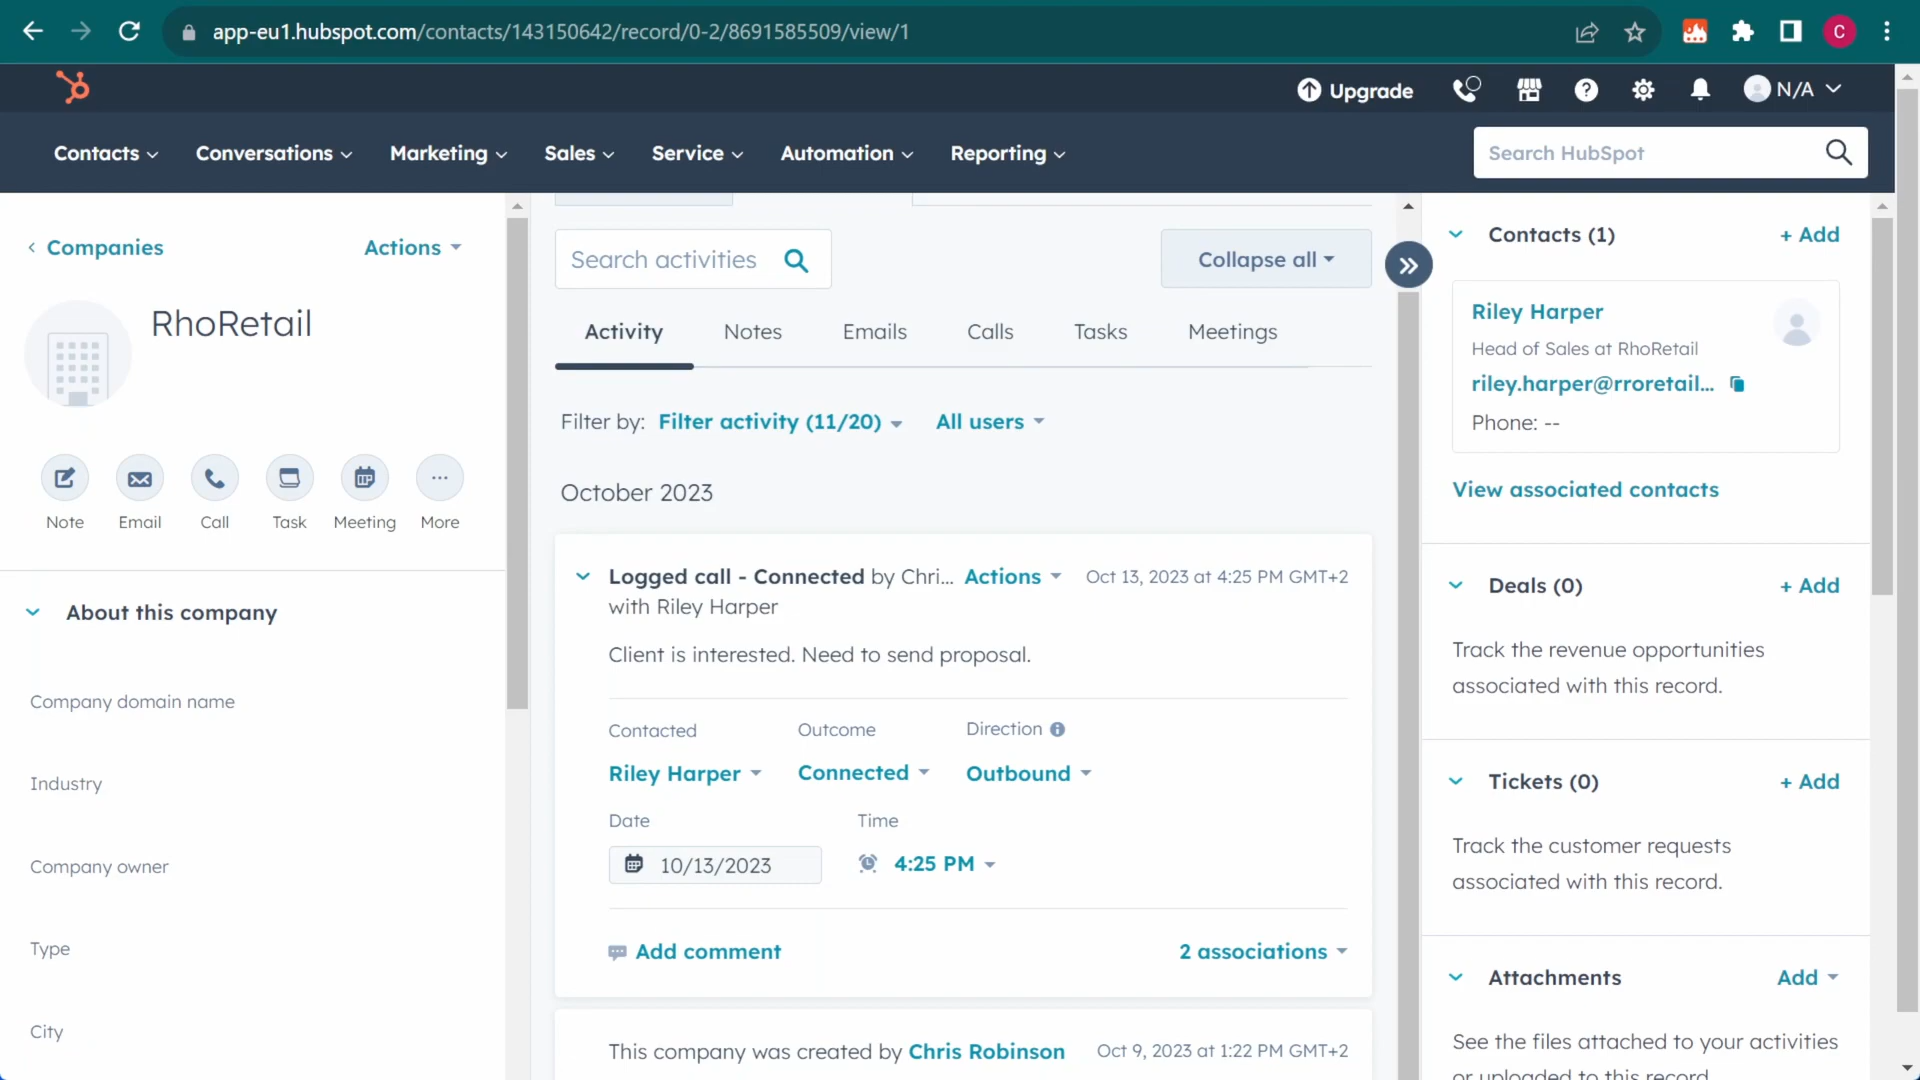 app-eu1.hubspot.com/contacts/143150642/record/0-2/8691585509/view/1
C
Upgrade
N/A
Contacts
Conversations
Marketing
Sales
Service
Automation
Reporting
Search HubSpot
Companies
Actions
RhoRetail
Note
Email
Call
Task
Meeting
More
About this company
Company domain name
Industry
Company owner
Type
City
Search activities
Collapse all
Activity
Notes
Emails
Calls
Tasks
Meetings
Filter by: Filter activity (11/20) All users
October 2023
Logged call - Connected by Chri... Actions Oct 13, 2023 at 4:25 PM GMT+2
with Riley Harper
Client is interested. Need to send proposal.
Contacted
Outcome
Direction
Riley Harper
Connected
Outbound
Date
Time
10/13/2023
4:25 PM
Add comment
2 associations
This company was created by Chris Robinson Oct 9, 2023 at 1:22 PM GMT+2
Contacts (1)
+ Add
Riley Harper
Head of Sales at RhoRetail
riley.harper@rroretail...
Phone: --
View associated contacts
Deals (0)
+ Add
Track the revenue opportunities
associated with this record.
Tickets (0)
+ Add
Track the customer requests
associated with this record.
Attachments
Add
See the files attached to your activities
or uploaded to this record